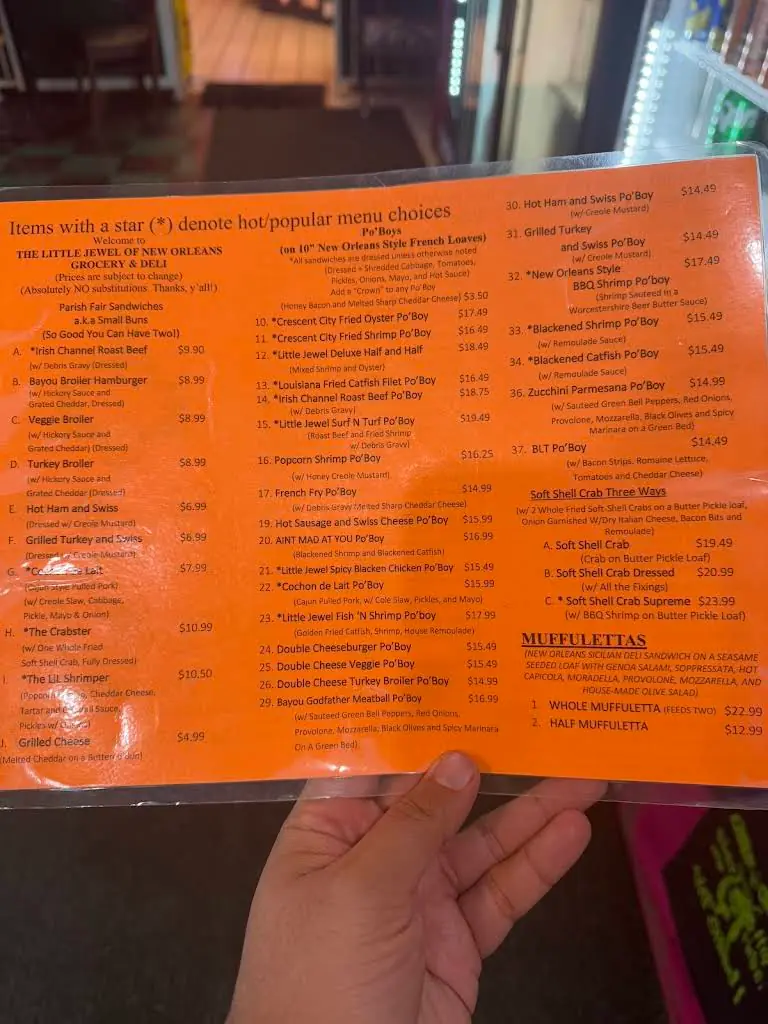 Items with a star (*) denote hot/popular menu choices
Welcome to
THE LITTLE JEWEL OF NEW ORLEANS
GROCERY & DELI
(Prices are subject to change)
(Absolutely NO substitutions. Thanks, y'all!)
Parish Fair Sandwiches
a.k.a Small Buns
(So Good You Can Have Two!)
A. *Irish Channel Roast Beef $9.90
(w/ Debris Gravy (Dressed)
B. Bayou Broiler Hamburger $8.99
(w/ Hickory Sauce and
Grated Cheddar, Dressed)
C. Veggie Broiler $8.99
(w/ Hickory Sauce and
Grated Cheddar) (Dressed)
D. Turkey Broiler $8.99
(w/ Hickory Sauce and
Grated Cheddar (Dressed)
E. Hot Ham and Swiss $6.99
(Dressed w/ Creole Mustard)
F. Grilled Turkey and Swiss $6.99
(Dressed w/ Creole Mustard)
G. Lait $7.99
(Cajun Style Pulled Pork)
(w/ Creole Slaw, Cabbage,
Pickle, Mayo & Onion)
H. *The Crabster $10.99
(w/ One Whole Fried
Soft Shell Crab, Fully Dressed)
I. *The LIL Shrimper $10.50
Cheddar Cheese,
Tartar and Sauce,
Pickles w/
J. Grilled Cheese $4.99
(Melted Cheddar on a Buttered bun)
Po'Boys
(on 10" New Orleans Style French Loaves)
*All sandwiches are dressed unless otherwise noted
(Dressed = Shredded Cabbage, Tomatoes,
Pickles, Onions, Mayo, and Hot Sauce)
Add a "Crown" to any Po'Boy
(Honey Bacon and Melted Sharp Cheddar Cheese) $3.50
10. *Crescent City Fried Oyster Po'Boy $17.49
11. *Crescent City Fried Shrimp Po'Boy $16.49
12. *Little Jewel Deluxe Half and Half $18.49
(Mixed Shrimp and Oyster)
13. *Louisiana Fried Catfish Filet Po'Boy $16.49
14. *Irish Channel Roast Beef Po'Boy $18.75
(w/ Debris Gravy)
15. *Little Jewel Surf N Turf Po'Boy $19.49
(Roast Beef and Fried Shrimp
w/ Debris Gravy)
16. Popcorn Shrimp Po'Boy $16.25
(w/ Honey Creole Mustard)
17. French Fry Po'Boy $14.99
(w/ Debris Gravy Melted Sharp Cheddar Cheese)
19. Hot Sausage and Swiss Cheese Po'Boy $15.99
20. AINT MAD AT YOU Po'Boy $16.99
(Blackened Shrimp and Blackened Catfish)
21. *Little Jewel Spicy Blacken Chicken Po'Boy $15.49
22. *Cochon de Lait Po'Boy $15.99
(Cajun Pulled Pork, w/ Cole Slaw, Pickles, and Mayo)
23. *Little Jewel Fish 'N Shrimp Po'boy $17.99
(Golden Fried Catfish, Shrimp, House Remoulade)
24. Double Cheeseburger Po'Boy $15.49
25. Double Cheese Veggie Po'Boy $15.49
26. Double Cheese Turkey Broiler Po'Boy $14.99
29. Bayou Godfather Meatball Po'Boy $16.99
(w/ Sauteed Green Bell Peppers, Red Onions,
Provolone, Mozzarella, Black Olives and Spicy Marinara
On A Green Bed)
30. Hot Ham and Swiss Po'Boy $14.49
(w/ Creole Mustard)
31. Grilled Turkey
and Swiss Po'Boy $14.49
(w/ Creole Mustard)
32. *New Orleans Style $17.49
BBQ Shrimp Po'boy
(Shrimp Sauteed in a
Worcestershire Beer Butter Sauce)
33. *Blackened Shrimp Po'Boy $15.49
(w/ Remoulade Sauce)
34. *Blackened Catfish Po'Boy $15.49
(w/ Remoulade Sauce)
36. Zucchini Parmesana Po'Boy $14.99
(w/ Sauteed Green Bell Peppers, Red Onions,
Provolone, Mozzarella, Black Olives and Spicy
Marinara on a Green Bed)
37. BLT Po'Boy $14.49
(w/ Bacon Strips, Romaine Lettuce,
Tomatoes and Cheddar Cheese)
Soft Shell Crab Three Ways
(w/ 2 Whole Fried Soft-Shell Crabs on a Butter Pickle loaf,
Onion Garnished W/Dry Italian Cheese, Bacon Bits and
Remoulade)
A. Soft Shell Crab $19.49
(Crab on Butter Pickle Loaf)
B. Soft Shell Crab Dressed $20.99
(w/ All the Fixings)
C. * Soft Shell Crab Supreme $23.99
(w/ BBQ Shrimp on Butter Pickle Loaf)
MUFFULETTAS
(NEW ORLEANS SICILIAN DELI SANDWICH ON A SEASAME
SEEDED LOAF WITH GENOA SALAMI, SOPPRESSATA, HOT
CAPICOLA, MORADELLA, PROVOLONE, MOZZARELLA, AND
HOUSE-MADE OLIVE SALAD)
1. WHOLE MUFFULETTA (FEEDS TWO) $22.99
2. HALF MUFFULETTA $12.99